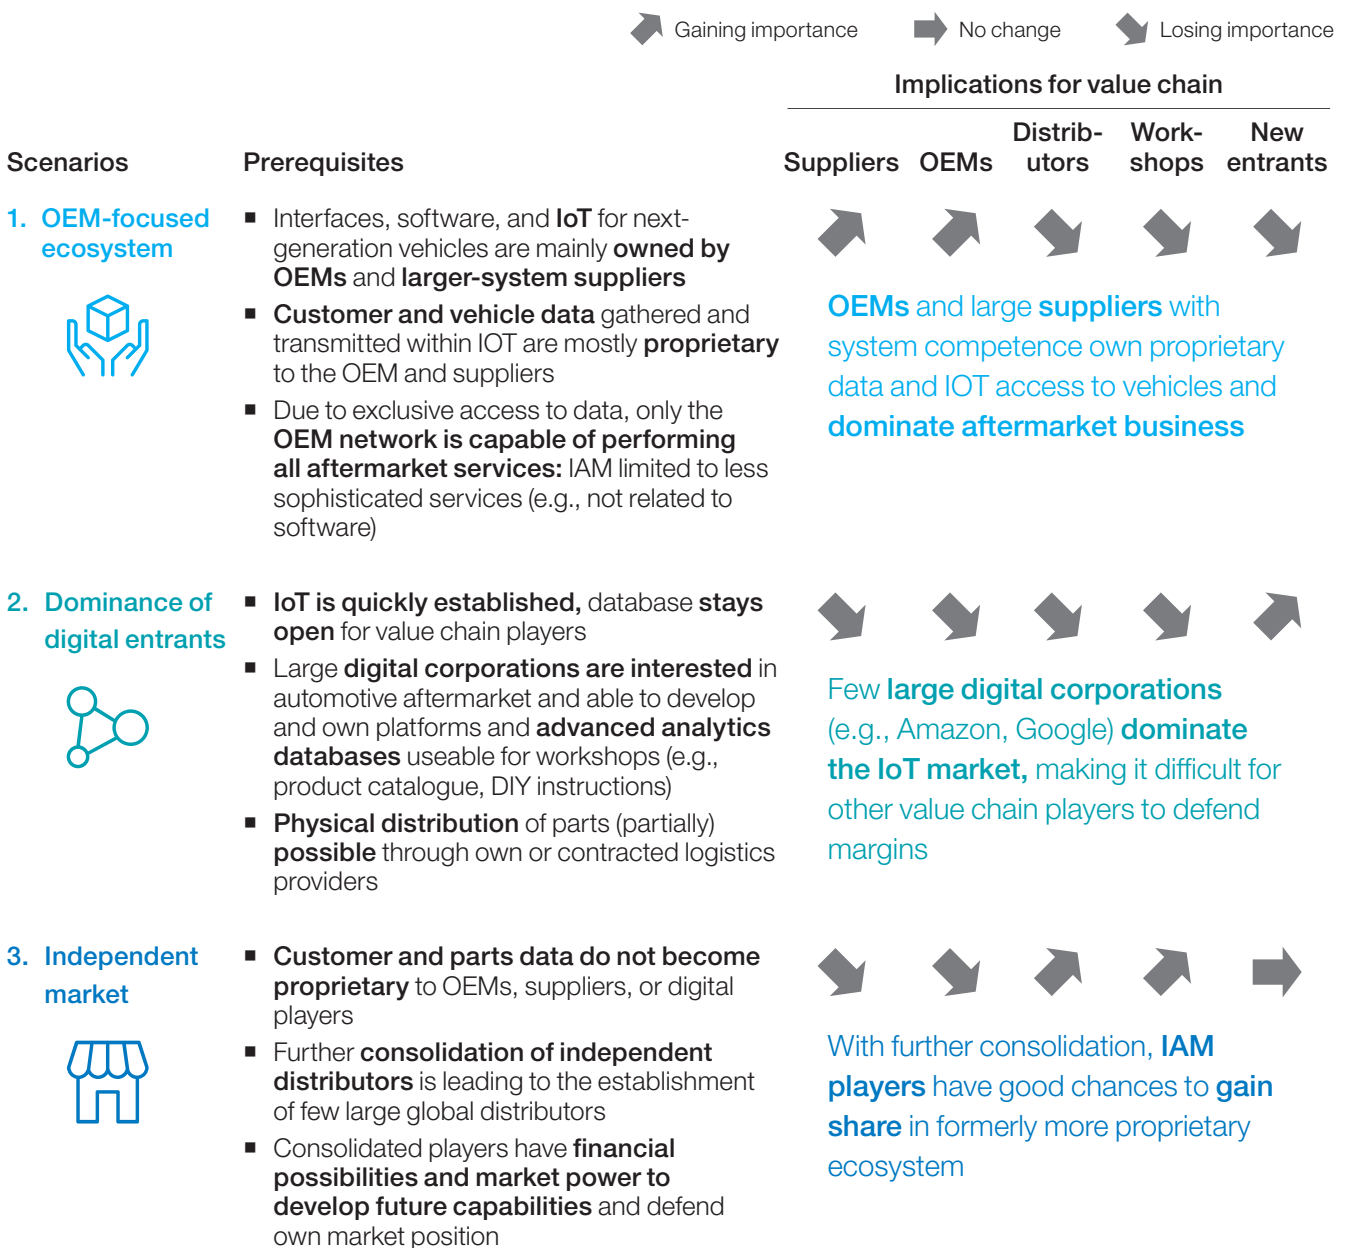 Gaining importance
No change
Losing importance
Implications for value chain
Scenarios
Prerequisites
Suppliers
OEMs
Distrib-
utors
Work-
shops
New
entrants
1. OEM-focused
ecosystem
■ Interfaces, software, and IoT for next-
generation vehicles are mainly owned by
OEMs and larger-system suppliers
■ Customer and vehicle data gathered and
transmitted within IOT are mostly proprietary
to the OEM and suppliers
■ Due to exclusive access to data, only the
OEM network is capable of performing
all aftermarket services: IAM limited to less
sophisticated services (e.g., not related to
software)
OEMs and large suppliers with
system competence own proprietary
data and IOT access to vehicles and
dominate aftermarket business
2. Dominance of
digital entrants
■ IoT is quickly established, database stays
open for value chain players
■ Large digital corporations are interested in
automotive aftermarket and able to develop
and own platforms and advanced analytics
databases useable for workshops (e.g.,
product catalogue, DIY instructions)
■ Physical distribution of parts (partially)
possible through own or contracted logistics
providers
Few large digital corporations
(e.g., Amazon, Google) dominate
the IoT market, making it difficult for
other value chain players to defend
margins
3. Independent
market
■ Customer and parts data do not become
proprietary to OEMs, suppliers, or digital
players
■ Further consolidation of independent
distributors is leading to the establishment
of few large global distributors
■ Consolidated players have financial
possibilities and market power to
develop future capabilities and defend
own market position
With further consolidation, IAM
players have good chances to gain
share in formerly more proprietary
ecosystem